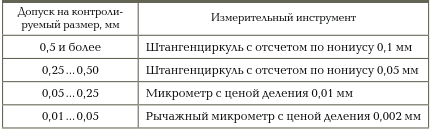 Допуск на контроли-
руемый размер, мм
Измерительный инструмент
0,5 и более
Штангенциркуль с отсчетом по нониусу 0,1 мм
0,25 ... 0,50
Штангенциркуль с отсчетом по нониусу 0,05 мм
0,05 ... 0,25
Микрометр с ценой деления 0,01 мм
0,01 ... 0,05
Рычажный микрометр с ценой деления 0,002 мм